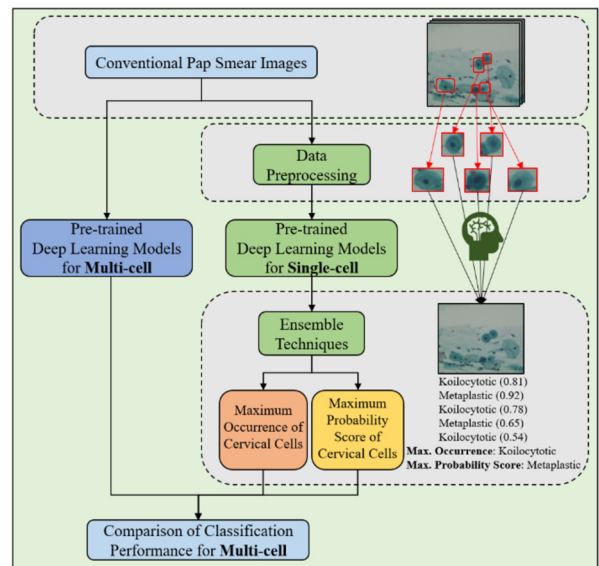 Conventional Pap Smear Images
Data
Preprocessing
Pre-trained
Deep Learning Models
for Multi-cell
Pre-trained
Deep Learning Models
for Single-cell
Ensemble
Techniques
Maximum
Occurrence of
Cervical Cells
Maximum
Probability
Score of
Cervical Cells
Koilocytotic (0.81)
Metaplastic (0.92)
Koilocytotic (0.78)
Metaplastic (0.65)
Koilocytotic (0.54)
Max. Occurrence: Koilocytotic
Max. Probability Score: Metaplastic
Comparison of Classification
Performance for Multi-cell